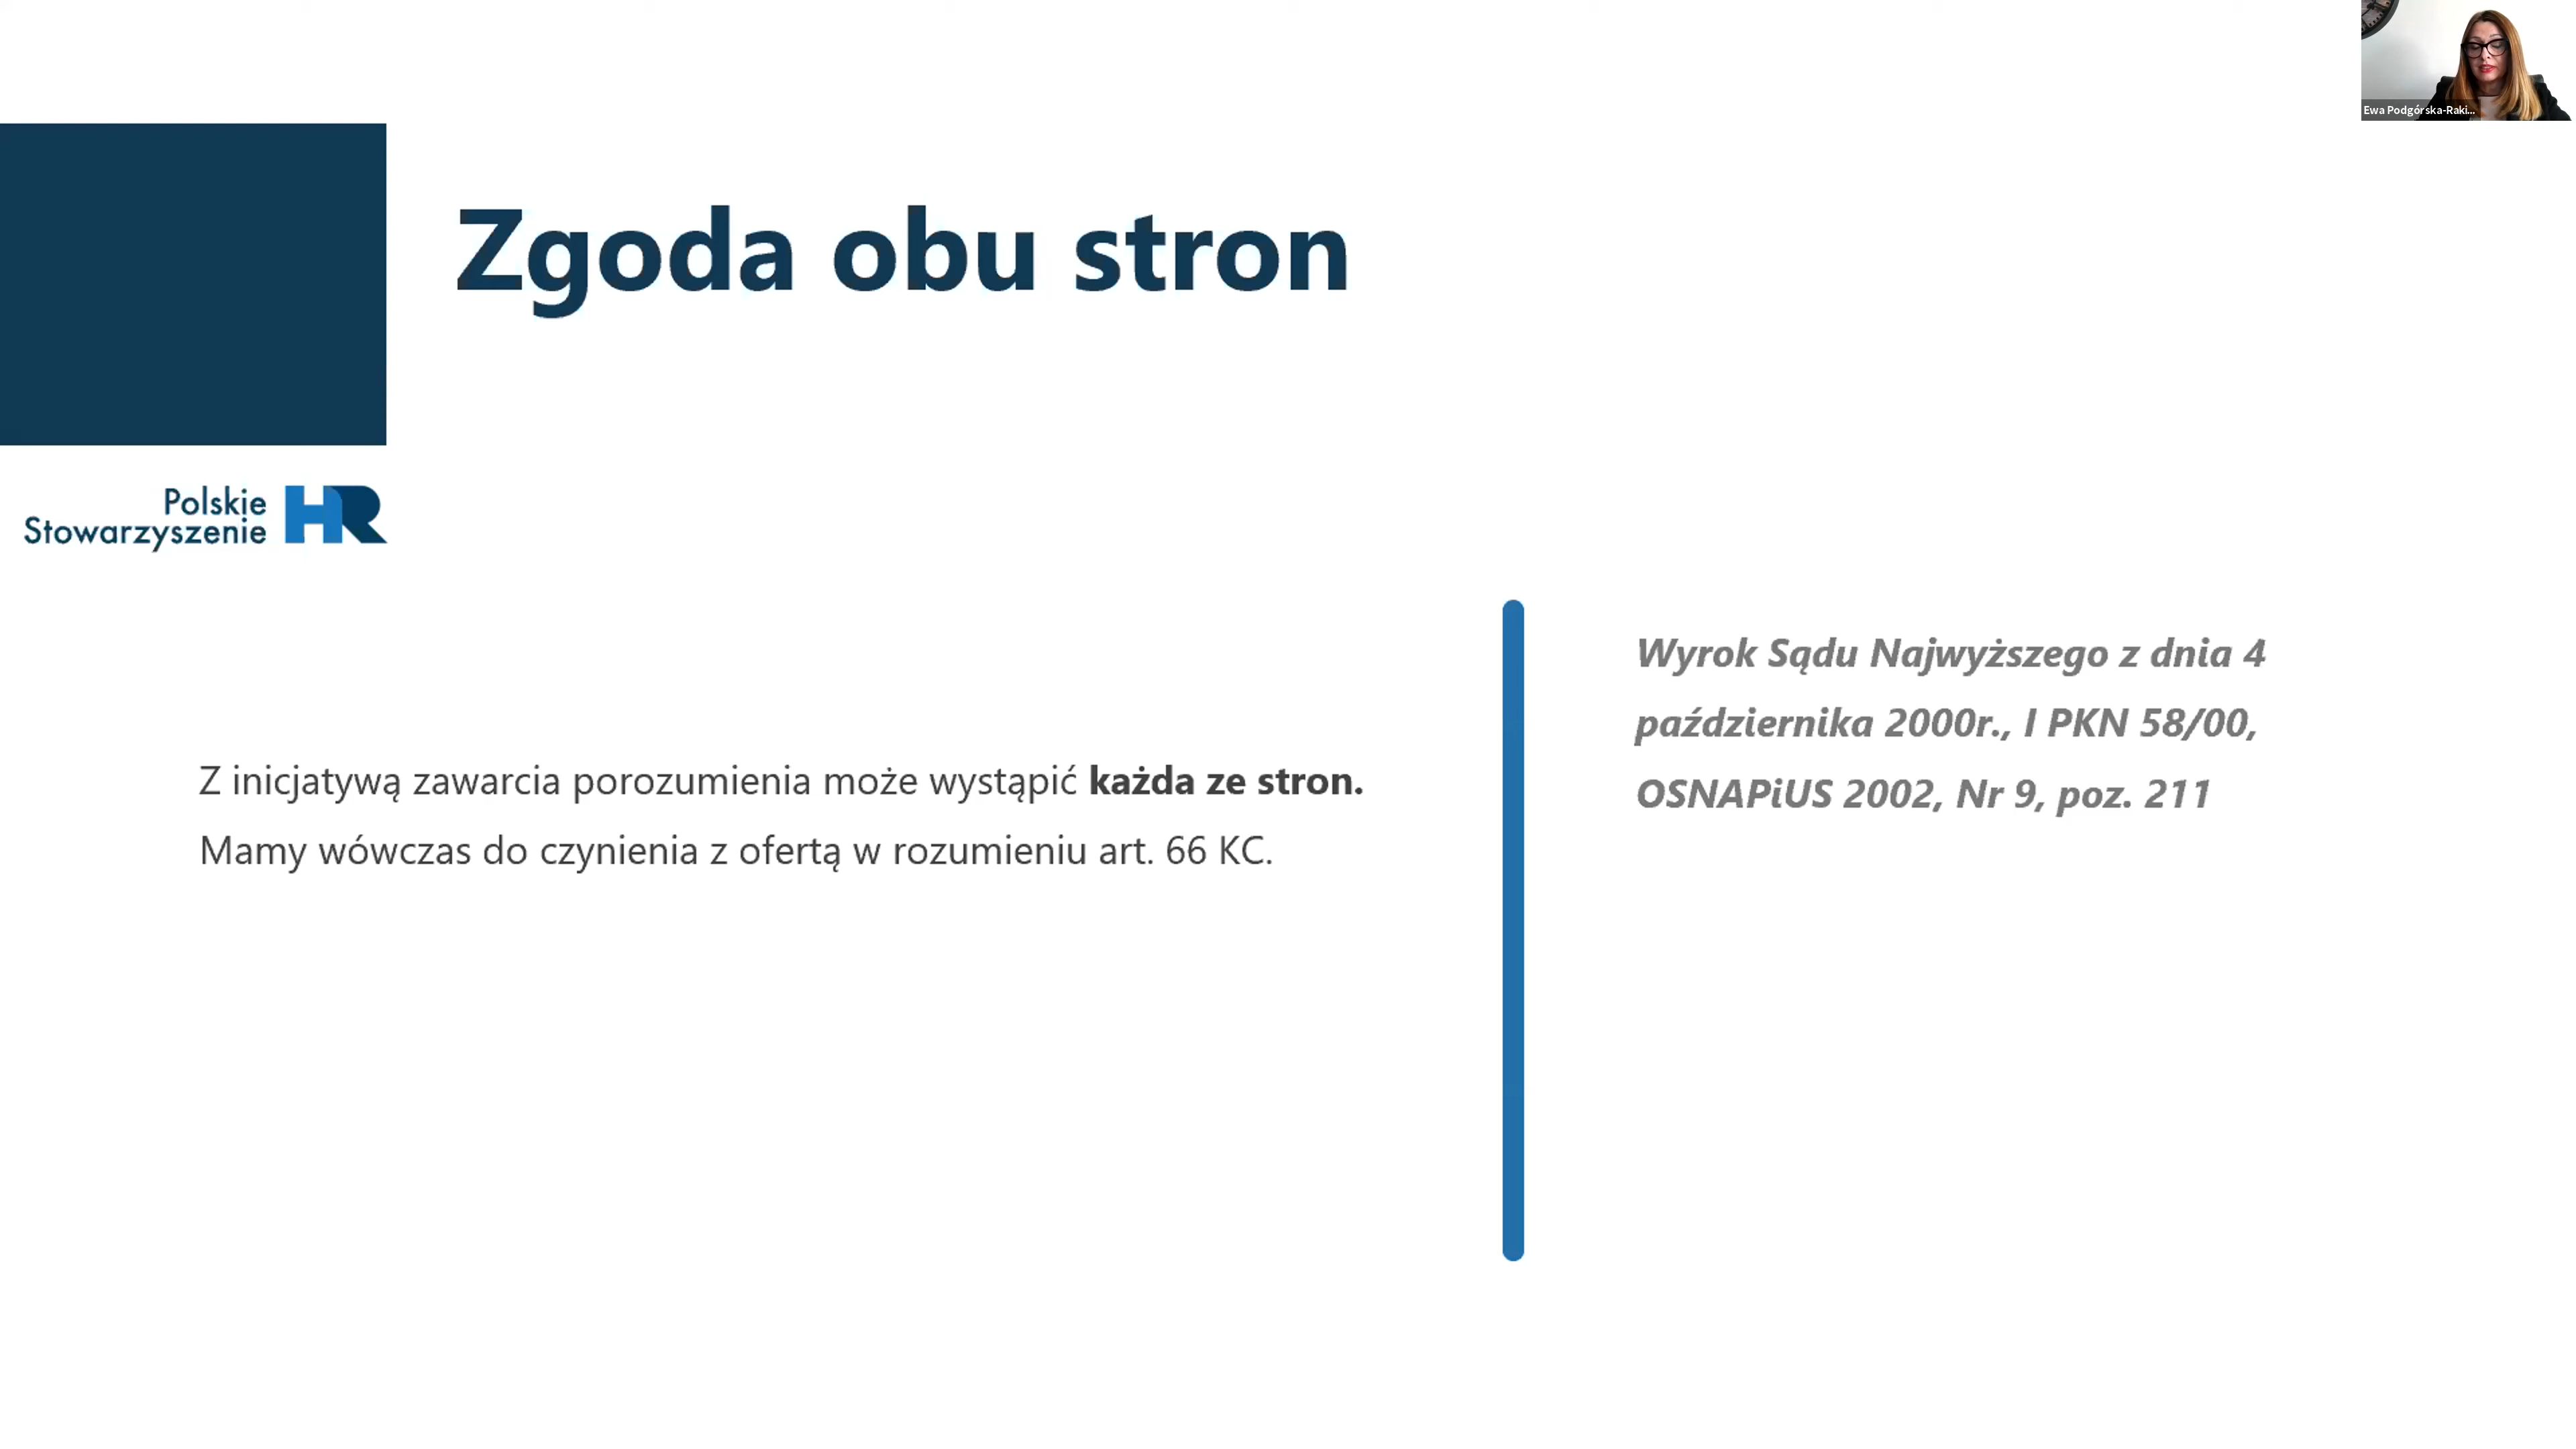 Ewa Podgórska-Raki...
Zgoda obu stron
Polskie
Stowarzyszenie HR
Z inicjatywą zawarcia porozumienia może wystąpić każda ze stron.
Mamy wówczas do czynienia z ofertą w rozumieniu art. 66 KC.
Wyrok Sądu Najwyższego z dnia 4
października 2000r., I PKN 58/00,
OSNAPiUS 2002, Nr 9, poz. 211